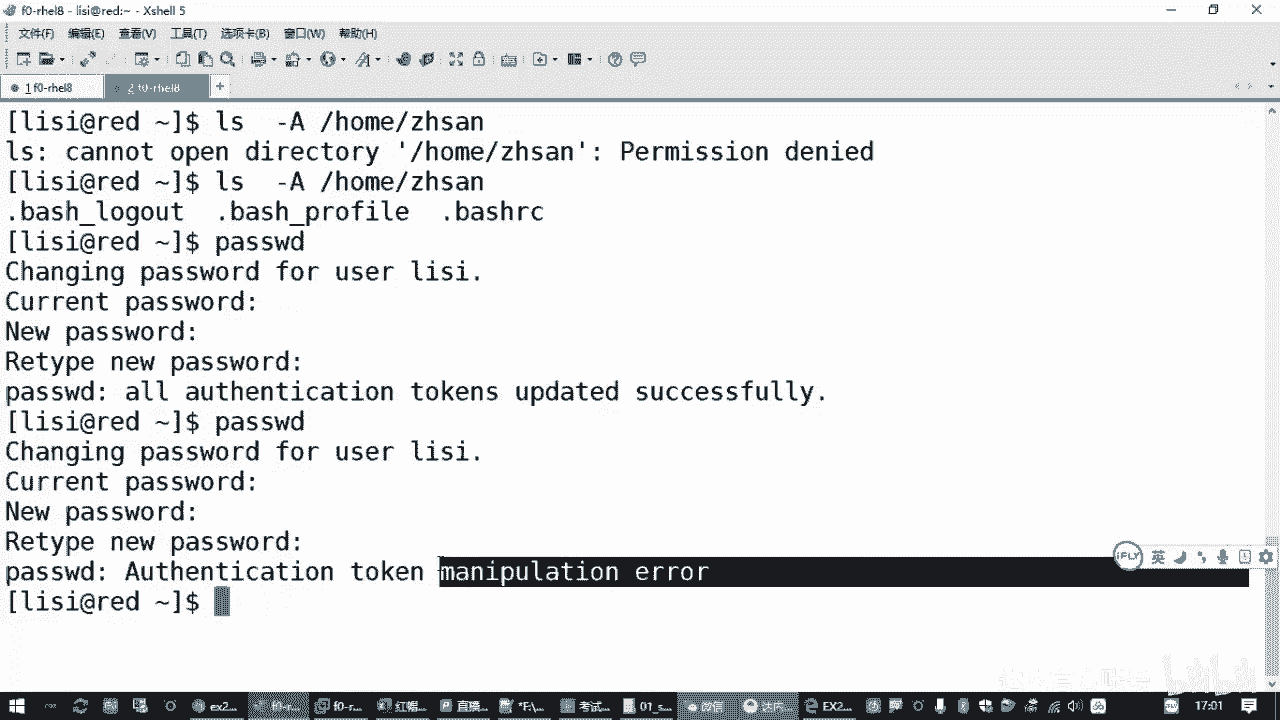 f0-rhel8 - lisi@red:~ - Xshell 5
文件(F) 编辑(E) 查看(V) 工具(T) 选项卡(B) 窗口(W) 帮助(H)
1 f0-rhel8 2 f0-rhel8 +
[lisi@red ~]$ ls  -A /home/zhsan
ls: cannot open directory '/home/zhsan': Permission denied
[lisi@red ~]$ ls  -A /home/zhsan
.bash_logout  .bash_profile  .bashrc
[lisi@red ~]$ passwd
Changing password for user lisi.
Current password:
New password:
Retype new password:
passwd: all authentication tokens updated successfully.
[lisi@red ~]$ passwd
Changing password for user lisi.
Current password:
New password:
Retype new password:
passwd: Authentication token manipulation error
[lisi@red ~]$
iFLY 英
ex2... f0-r... f0-r... 红帽... 直播... *F:\... 考试... 01_s... 微信 EX2... 17:01